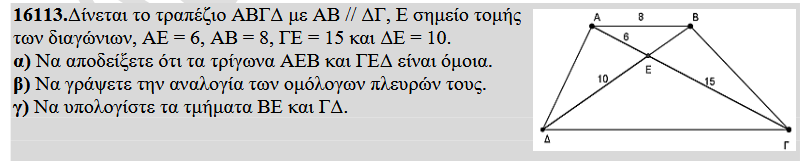 16113.Δίνεται το τραπέζιο ΑΒΓΔ με ΑΒ // ΔΓ, Ε σημείο τομής
των διαγώνιων, ΑΕ = 6, ΑΒ = 8, ΓΕ = 15 και ΔΕ = 10.
α) Να αποδείξετε ότι τα τρίγωνα ΑΕΒ και ΓΕΔ είναι όμοια.
β) Να γράψετε την αναλογία των ομόλογων πλευρών τους.
γ) Να υπολογίστε τα τμήματα ΒΕ και ΓΔ.
Α 8 Β
6
Ε
10 15
Δ Γ